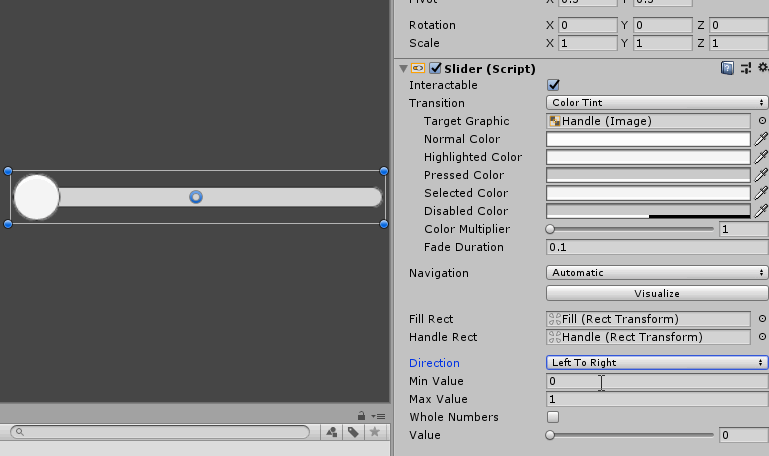 Pivot X 0.5 Y 0.5
Rotation X 0 Y 0 Z 0
Scale X 1 Y 1 Z 1
Slider (Script)
Interactable
Transition Color Tint
Target Graphic Handle (Image)
Normal Color
Highlighted Color
Pressed Color
Selected Color
Disabled Color
Color Multiplier 1
Fade Duration 0.1
Navigation Automatic
Visualize
Fill Rect Fill (Rect Transform)
Handle Rect Handle (Rect Transform)
Direction Left To Right
Min Value 0
Max Value 1
Whole Numbers
Value 0